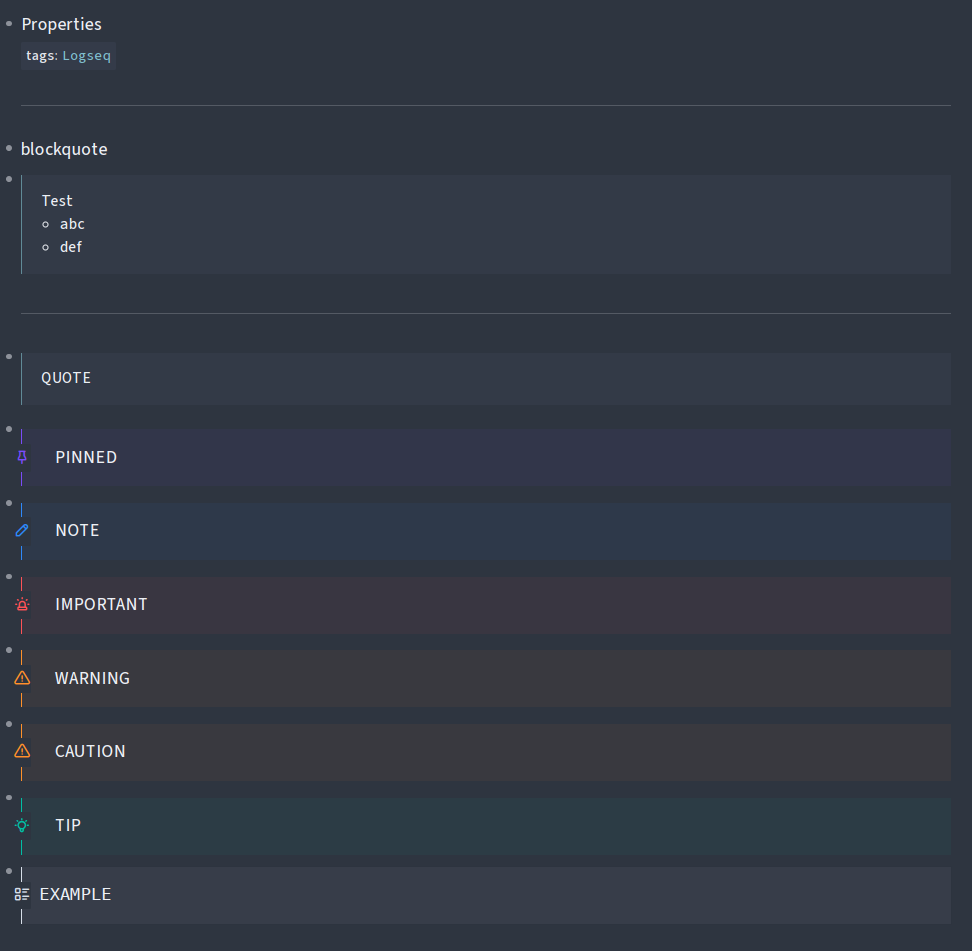 Properties
tags: Logseq
blockquote
Test
abc
def
QUOTE
PINNED
NOTE
IMPORTANT
WARNING
CAUTION
TIP
EXAMPLE